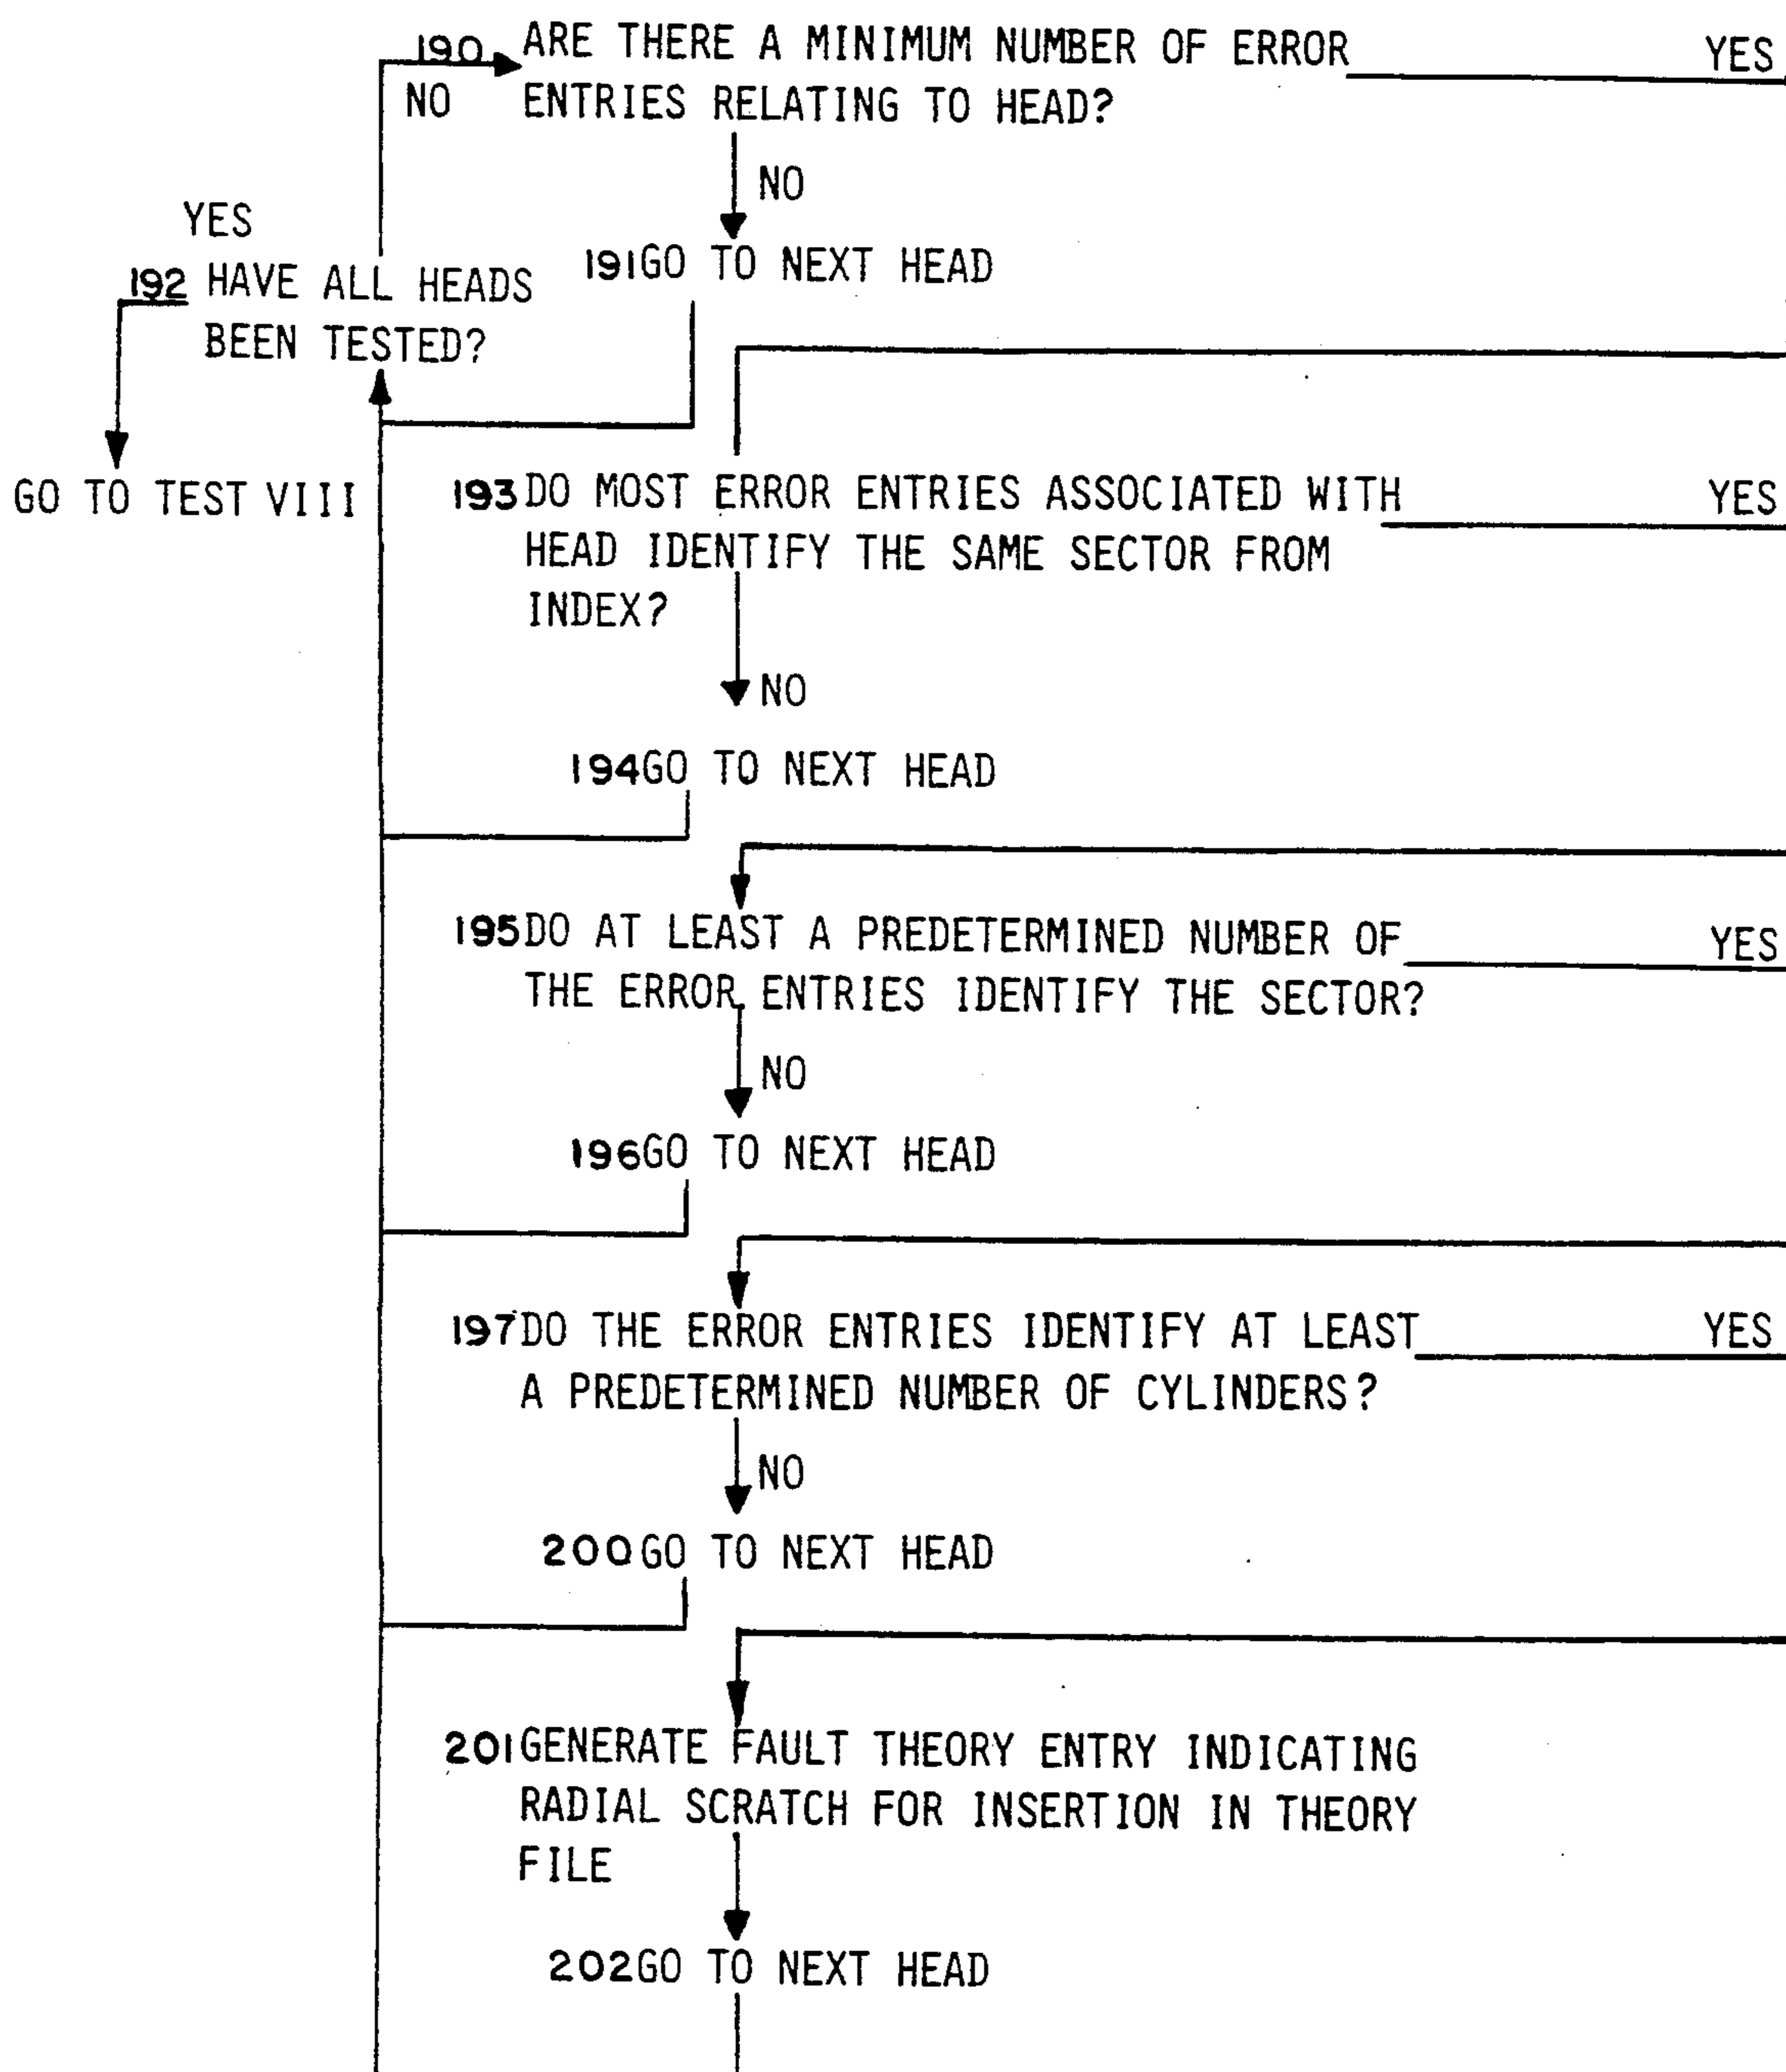 190 ARE THERE A MINIMUM NUMBER OF ERROR YES
NO ENTRIES RELATING TO HEAD?
NO
YES
191 GO TO NEXT HEAD
192 HAVE ALL HEADS
BEEN TESTED?
GO TO TEST VIII
193 DO MOST ERROR ENTRIES ASSOCIATED WITH YES
HEAD IDENTIFY THE SAME SECTOR FROM
INDEX?
NO
194 GO TO NEXT HEAD
195 DO AT LEAST A PREDETERMINED NUMBER OF YES
THE ERROR ENTRIES IDENTIFY THE SECTOR?
NO
196 GO TO NEXT HEAD
197 DO THE ERROR ENTRIES IDENTIFY AT LEAST YES
A PREDETERMINED NUMBER OF CYLINDERS?
NO
200 GO TO NEXT HEAD
201 GENERATE FAULT THEORY ENTRY INDICATING
RADIAL SCRATCH FOR INSERTION IN THEORY
FILE
202 GO TO NEXT HEAD